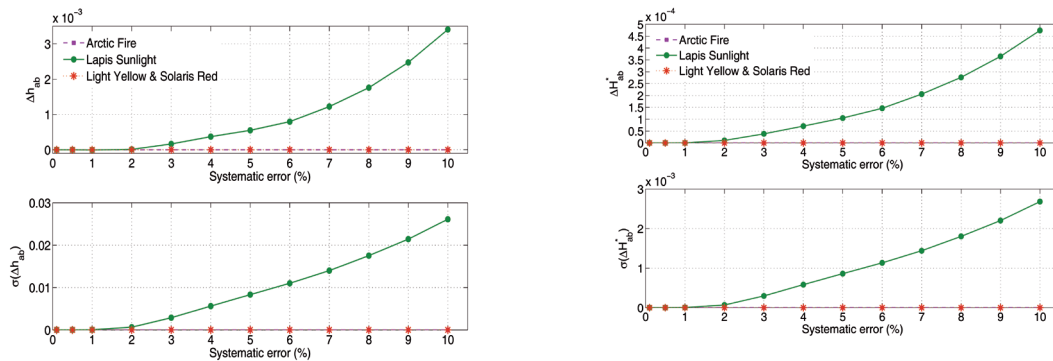 x 10⁻³
3
2
1
0
Δh_ab
Arctic Fire
Lapis Sunlight
Light Yellow & Solaris Red
0 1 2 3 4 5 6 7 8 9 10
Systematic error (%)
0.03
0.02
0.01
0
σ(Δh_ab)
0 1 2 3 4 5 6 7 8 9 10
Systematic error (%)
x 10⁻⁴
5
4.5
4
3.5
3
2.5
2
1.5
1
0.5
0
ΔH*_ab
Arctic Fire
Lapis Sunlight
Light Yellow & Solaris Red
0 1 2 3 4 5 6 7 8 9 10
Systematic error (%)
x 10⁻³
3
2
1
0
σ(ΔH*_ab)
0 1 2 3 4 5 6 7 8 9 10
Systematic error (%)